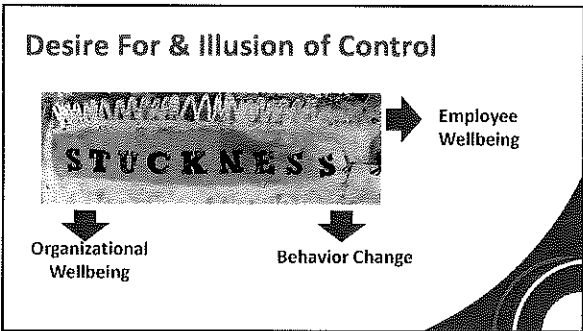 Desire For & Illusion of Control
STUCKNESS
Employee
Wellbeing
Organizational
Wellbeing
Behavior Change